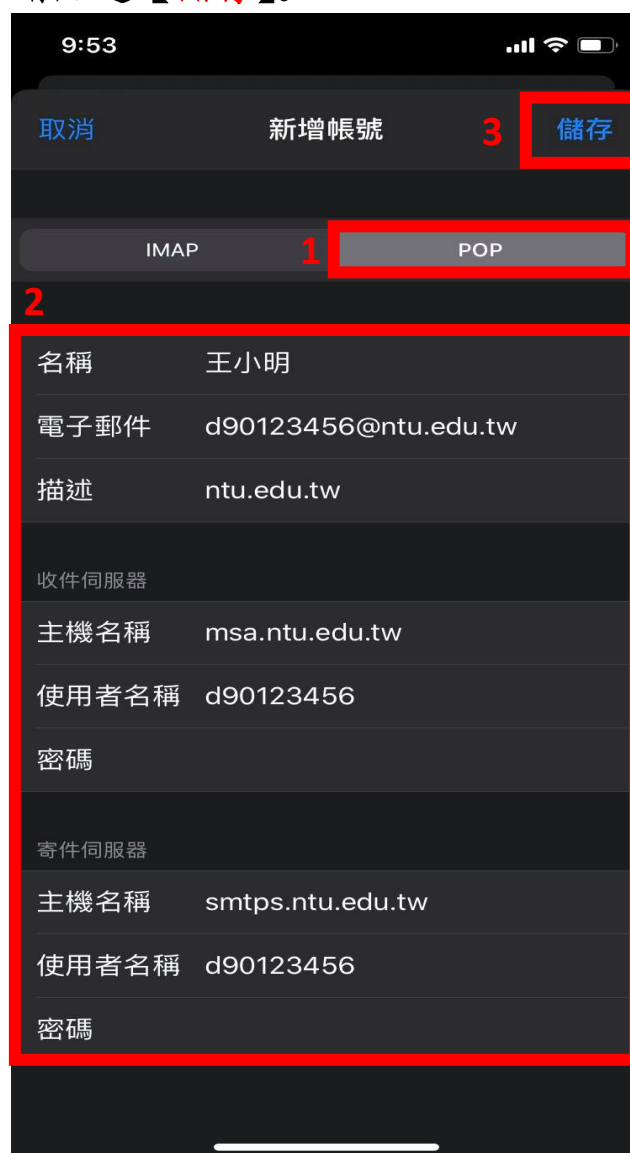 9:53
取消 新增帳號 3 儲存
IMAP 1 POP
2
名稱 王小明
電子郵件 d90123456@ntu.edu.tw
描述 ntu.edu.tw
收件伺服器
主機名稱 msa.ntu.edu.tw
使用者名稱 d90123456
密碼
寄件伺服器
主機名稱 smtps.ntu.edu.tw
使用者名稱 d90123456
密碼